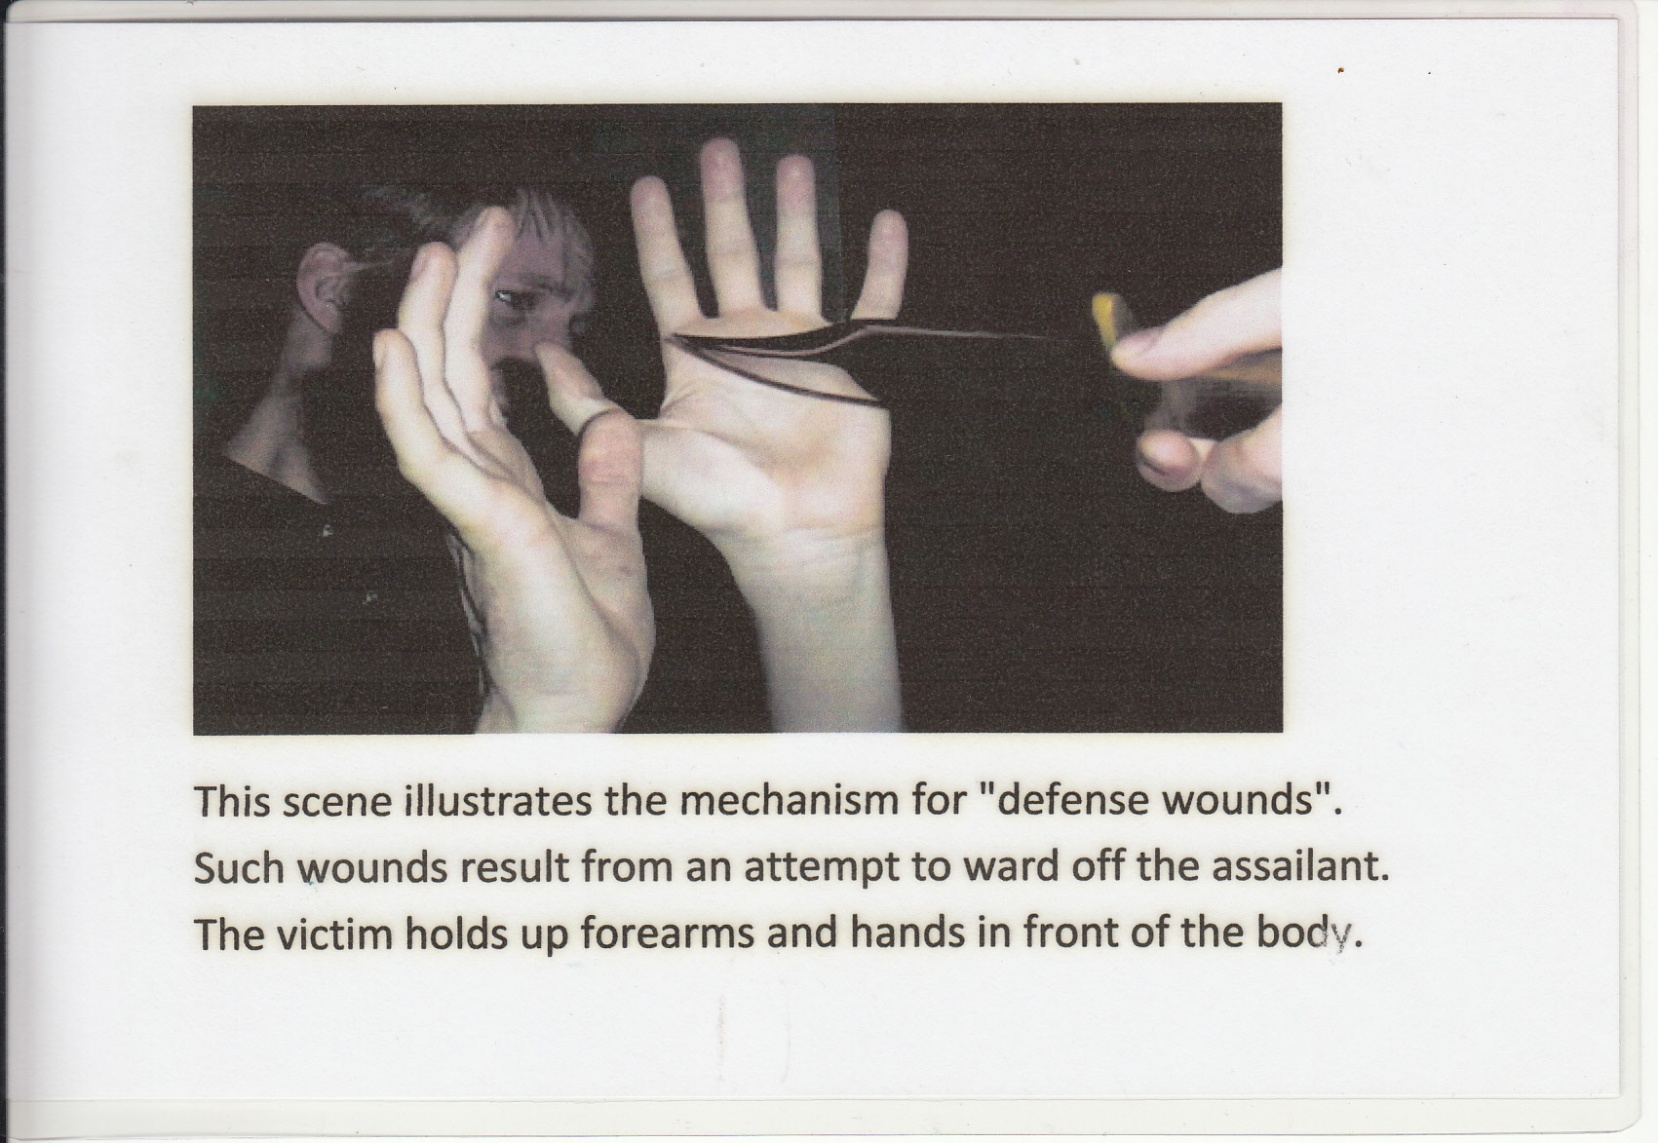 This scene illustrates the mechanism for "defense wounds".
Such wounds result from an attempt to ward off the assailant.
The victim holds up forearms and hands in front of the body.